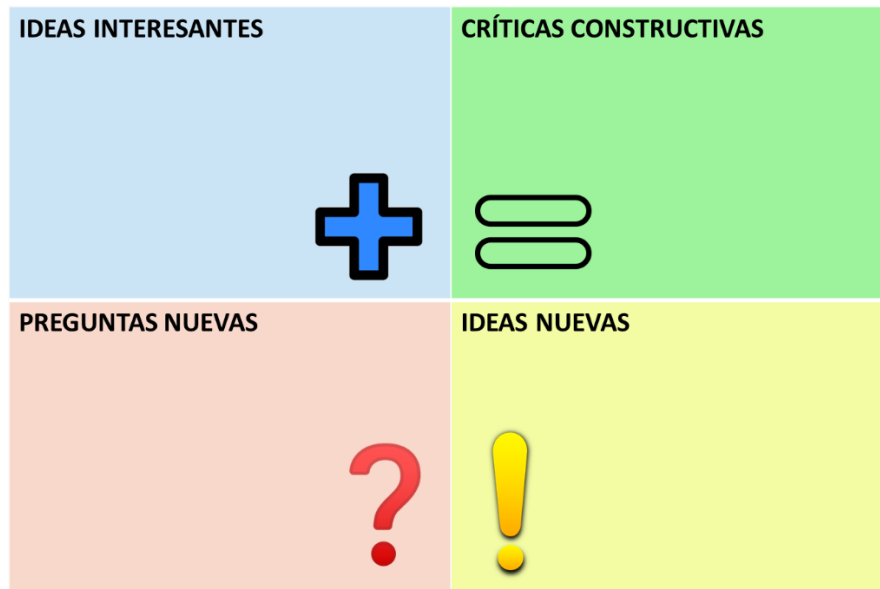 IDEAS INTERESANTES
CRÍTICAS CONSTRUCTIVAS
PREGUNTAS NUEVAS
IDEAS NUEVAS